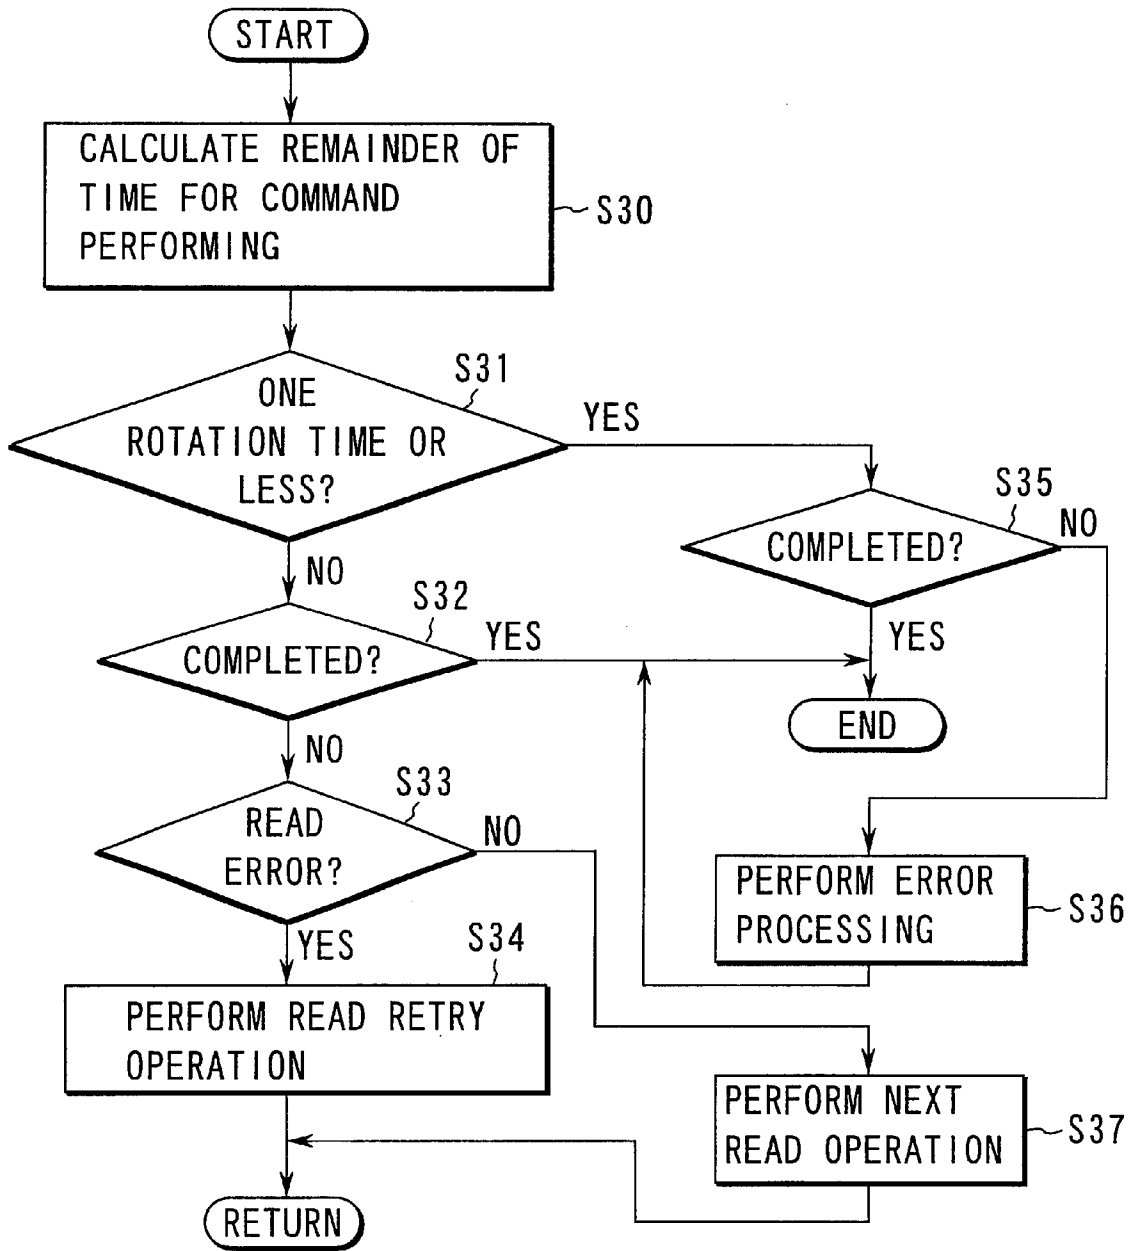 START
CALCULATE REMAINDER OF
TIME FOR COMMAND
PERFORMING
S30
S31
ONE
ROTATION TIME OR
LESS?
YES
NO
S35
COMPLETED?
NO
YES
S32
COMPLETED?
YES
NO
END
S33
READ
ERROR?
NO
YES
PERFORM ERROR
PROCESSING
S36
S34
PERFORM READ RETRY
OPERATION
PERFORM NEXT
READ OPERATION
S37
RETURN